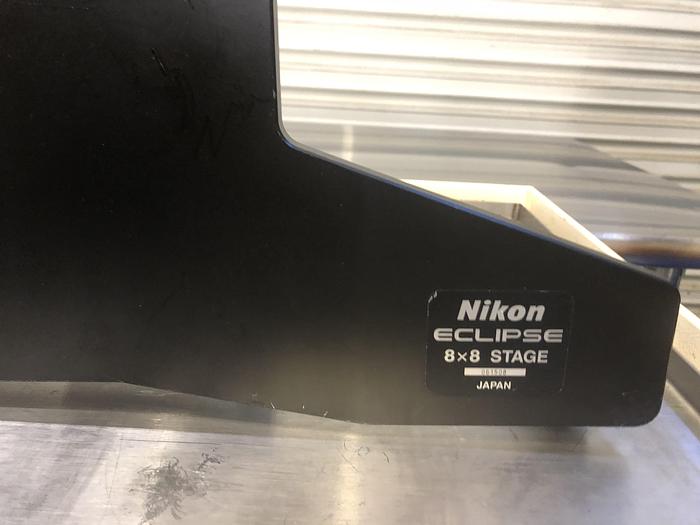 Nikon
ECLIPSE
8×8 STAGE
JAPAN